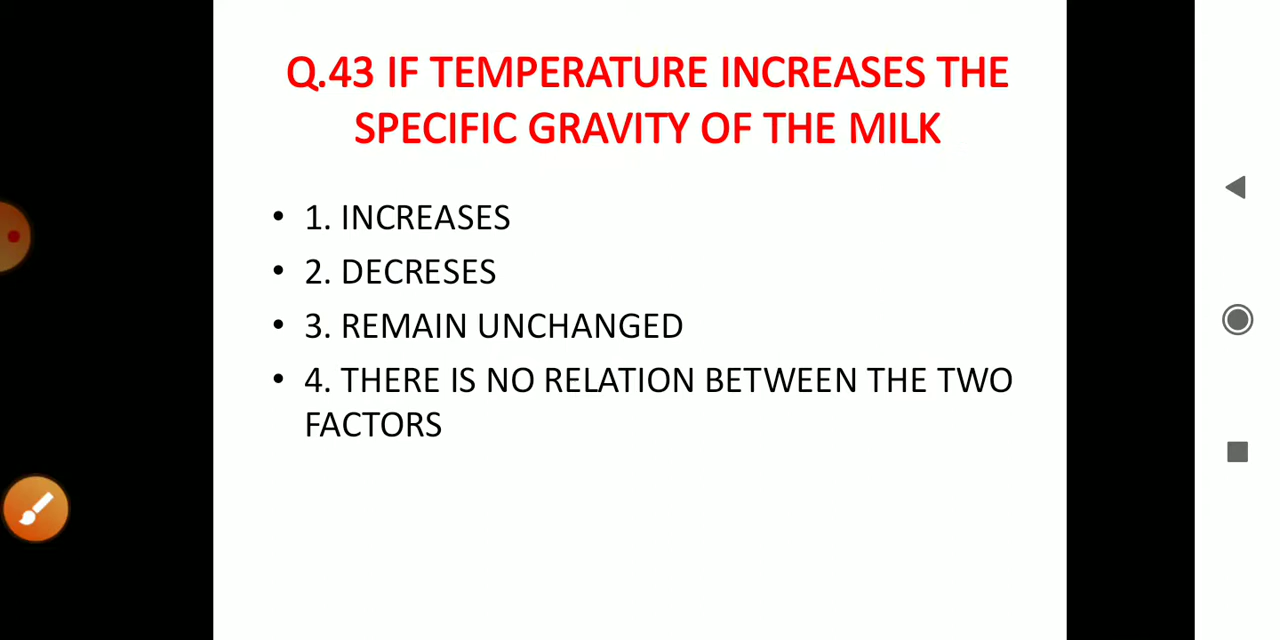 Q.43 IF TEMPERATURE INCREASES THE
SPECIFIC GRAVITY OF THE MILK
• 1. INCREASES
• 2. DECRESES
• 3. REMAIN UNCHANGED
• 4. THERE IS NO RELATION BETWEEN THE TWO
FACTORS